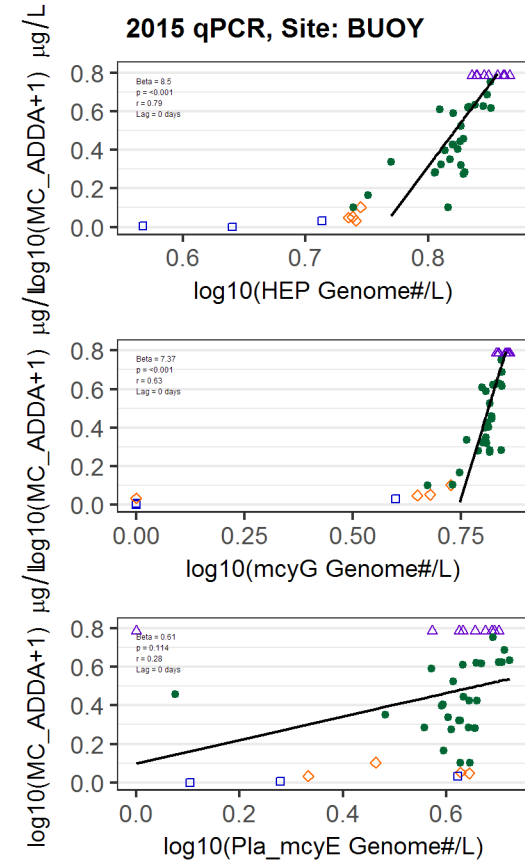 2015 qPCR, Site: BUOY
log10(MC_ADDA+1) µg/L
0.8
0.6
0.4
0.2
0.0
Beta = 8.5
p = <0.001
r = 0.79
Lag = 0 days
0.6
0.7
0.8
log10(HEP Genome#/L)
log10(MC_ADDA+1) µg/
0.8
0.6
0.4
0.2
0.0
Beta = 7.37
p = <0.001
r = 0.63
Lag = 0 days
0.00
0.25
0.50
0.75
log10(mcyG Genome#/L)
log10(MC_ADDA+1) µg/
0.8
0.6
0.4
0.2
0.0
Beta = 0.61
p = 0.114
r = 0.28
Lag = 0 days
0.0
0.2
0.4
0.6
log10(Pla_mcyE Genome#/L)